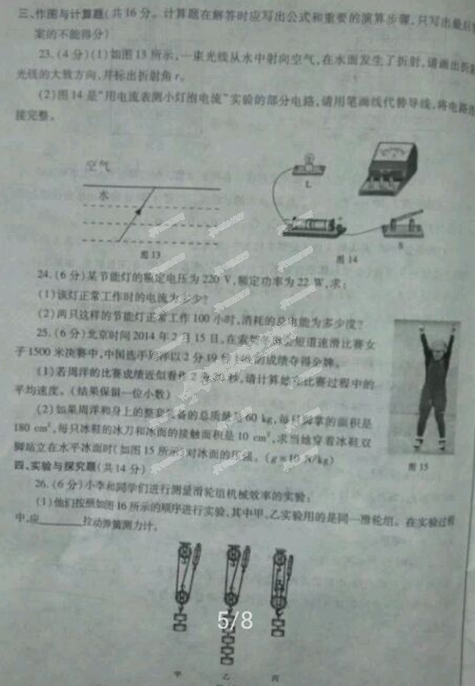 三、作图与计算题(共16分。计算题在解答时应写出公式和重要的演算步骤,只写出最后
案的不能得分)
23.(4分)(1)如图13所示,一束光线从水中射向空气,在水面发生了折射,请画出折
光线的大致方向,并标出折射角r。
(2)图14是“用电流表测小灯泡电流”实验的部分电路,请用笔画线代替导线,将电路
接完整。
空气
水
L
S
图13
图14
24.(6分)某节能灯的额定电压为220 V,额定功率为22 W,求:
(1)该灯正常工作时的电流为多少?
(2)两只这样的节能灯正常工作100小时,消耗的总电能为多少度?
25.(6分)北京时间2014年2月15日,在索契 短道速滑比赛女
子1500米决赛中,中国选手周洋以2分19 的成绩夺得金牌。
(1)若周洋的比赛成绩近似看作2 秒,请计算她在比赛过程中的
平均速度。(结果保留一位小数)
(2)如果周洋和身上的整套装备的总质量是60 kg,每只脚掌的面积是
180 cm²,每只冰鞋的冰刀和冰面的接触面积是10 cm²,求当她穿着冰鞋双
脚站立在水平冰面时(如图15所示)对冰面的压强。(g=10 N/kg)
图15
四、实验与探究题(共14分)
26.(6分)小李和同学们进行测量滑轮组机械效率的实验:
(1)他们按照如图16所示的顺序进行实验,其中甲、乙实验用的是同一滑轮组。在实验过程
中,应 拉动弹簧测力计。
5/8
甲
乙
丙